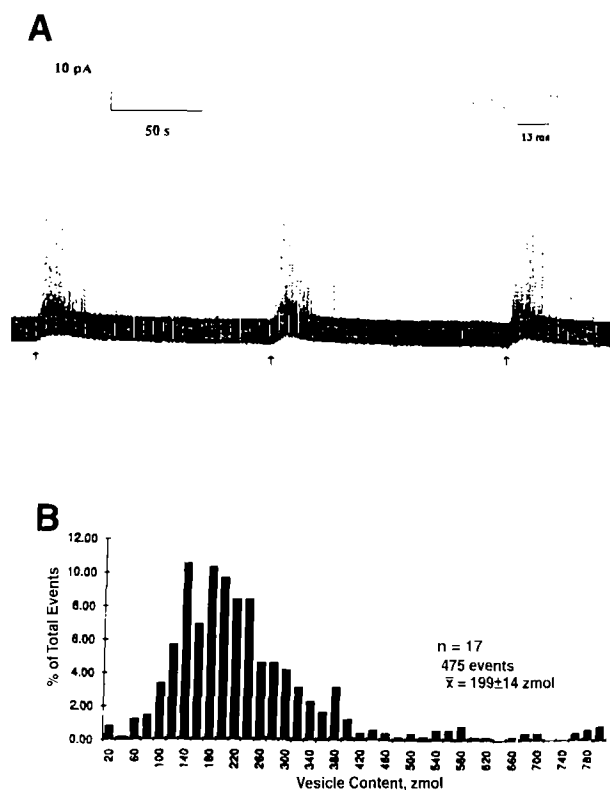 A
10 pA
50 s
13
↑ ↑ ↑
B
12.00
10.00
8.00
6.00
4.00
2.00
0.00
% of Total Events
n = 17
475 events
x̄ = 199±14 zmol
20 60 100 140 180 220 260 300 340 380 420 460 500 540 580 620 660 700 740 780
Vesicle Content, zmol